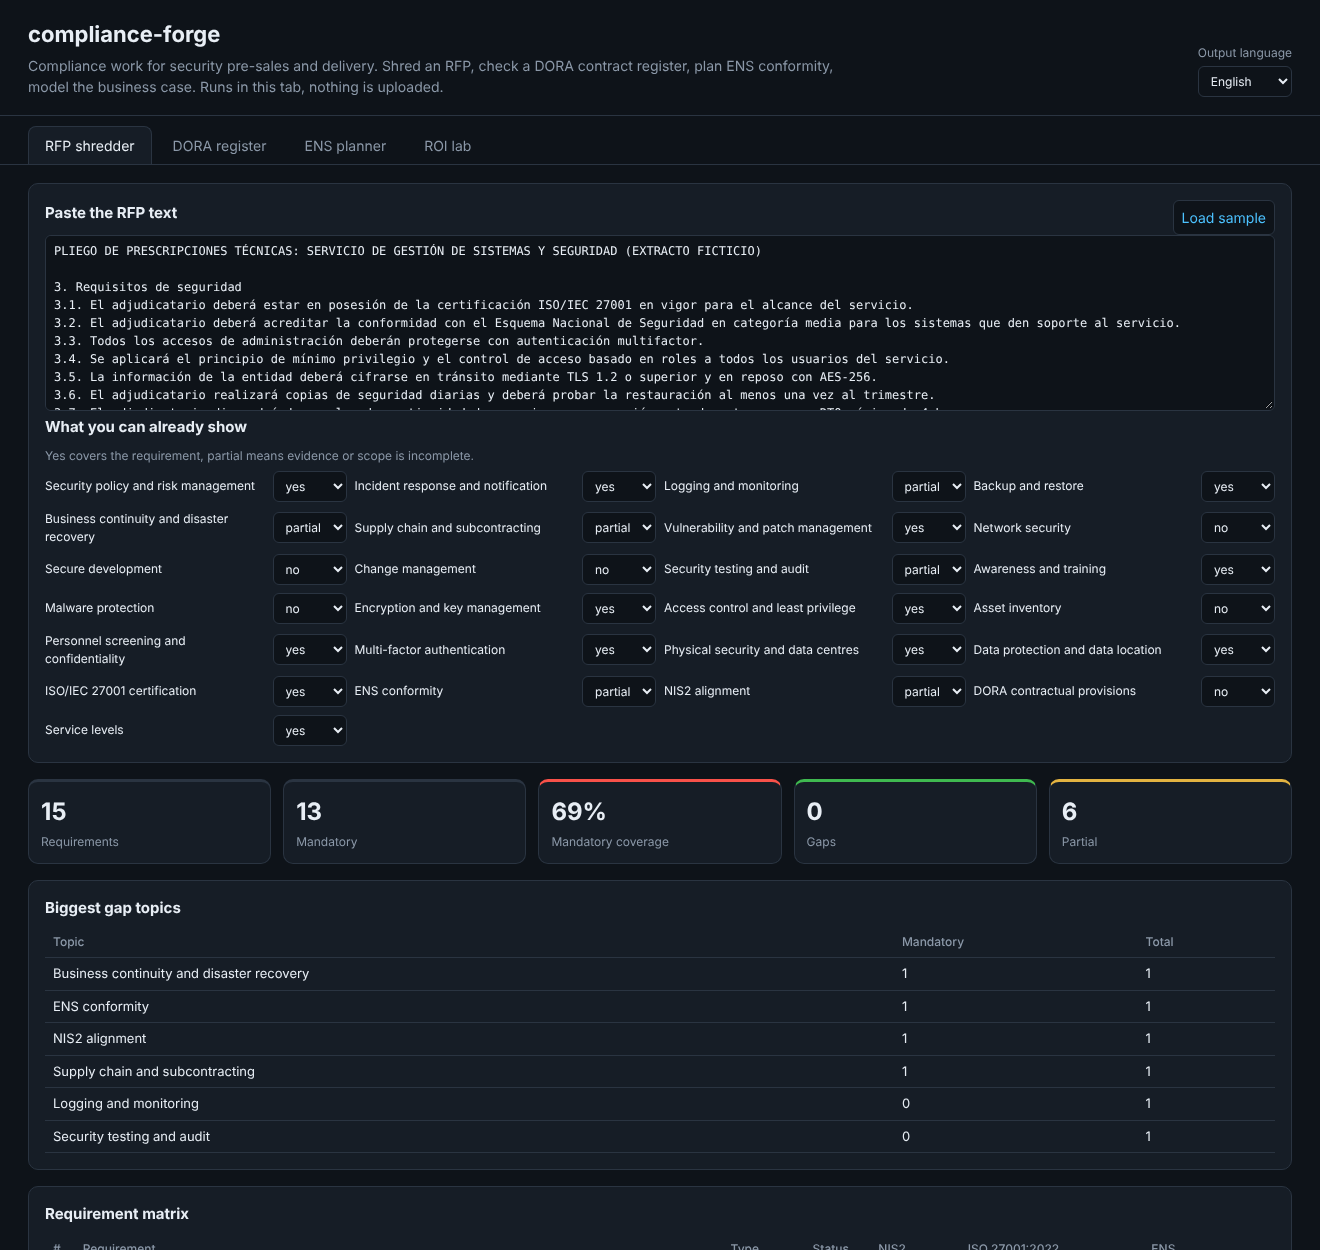 compliance-forge
Compliance work for security pre-sales and delivery. Shred an RFP, check a DORA contract register, plan ENS conformity,
model the business case. Runs in this tab, nothing is uploaded.
Output language
English
RFP shredder
DORA register
ENS planner
ROI lab
Paste the RFP text
Load sample
PLIEGO DE PRESCRIPCIONES TÉCNICAS: SERVICIO DE GESTIÓN DE SISTEMAS Y SEGURIDAD (EXTRACTO FICTICIO)
3. Requisitos de seguridad
3.1. El adjudicatario deberá estar en posesión de la certificación ISO/IEC 27001 en vigor para el alcance del servicio.
3.2. El adjudicatario deberá acreditar la conformidad con el Esquema Nacional de Seguridad en categoría media para los sistemas que den soporte al servicio.
3.3. Todos los accesos de administración deberán protegerse con autenticación multifactor.
3.4. Se aplicará el principio de mínimo privilegio y el control de acceso basado en roles a todos los usuarios del servicio.
3.5. La información de la entidad deberá cifrarse en tránsito mediante TLS 1.2 o superior y en reposo con AES-256.
3.6. El adjudicatario realizará copias de seguridad diarias y deberá probar la restauración al menos una vez al trimestre.
What you can already show
Yes covers the requirement, partial means evidence or scope is incomplete.
Security policy and risk management yes Incident response and notification yes Logging and monitoring partial Backup and restore yes
Business continuity and disaster recovery partial Supply chain and subcontracting partial Vulnerability and patch management yes Network security no
Secure development no Change management no Security testing and audit partial Awareness and training yes
Malware protection no Encryption and key management yes Access control and least privilege yes Asset inventory no
Personnel screening and confidentiality yes Multi-factor authentication yes Physical security and data centres yes Data protection and data location yes
ISO/IEC 27001 certification yes ENS conformity partial NIS2 alignment partial DORA contractual provisions no
Service levels yes
15
Requirements
13
Mandatory
69%
Mandatory coverage
0
Gaps
6
Partial
Biggest gap topics
Topic Mandatory Total
Business continuity and disaster recovery 1 1
ENS conformity 1 1
NIS2 alignment 1 1
Supply chain and subcontracting 1 1
Logging and monitoring 0 1
Security testing and audit 0 1
Requirement matrix
# Requirement Type Status NIS2 ISO 27001:2022 ENS